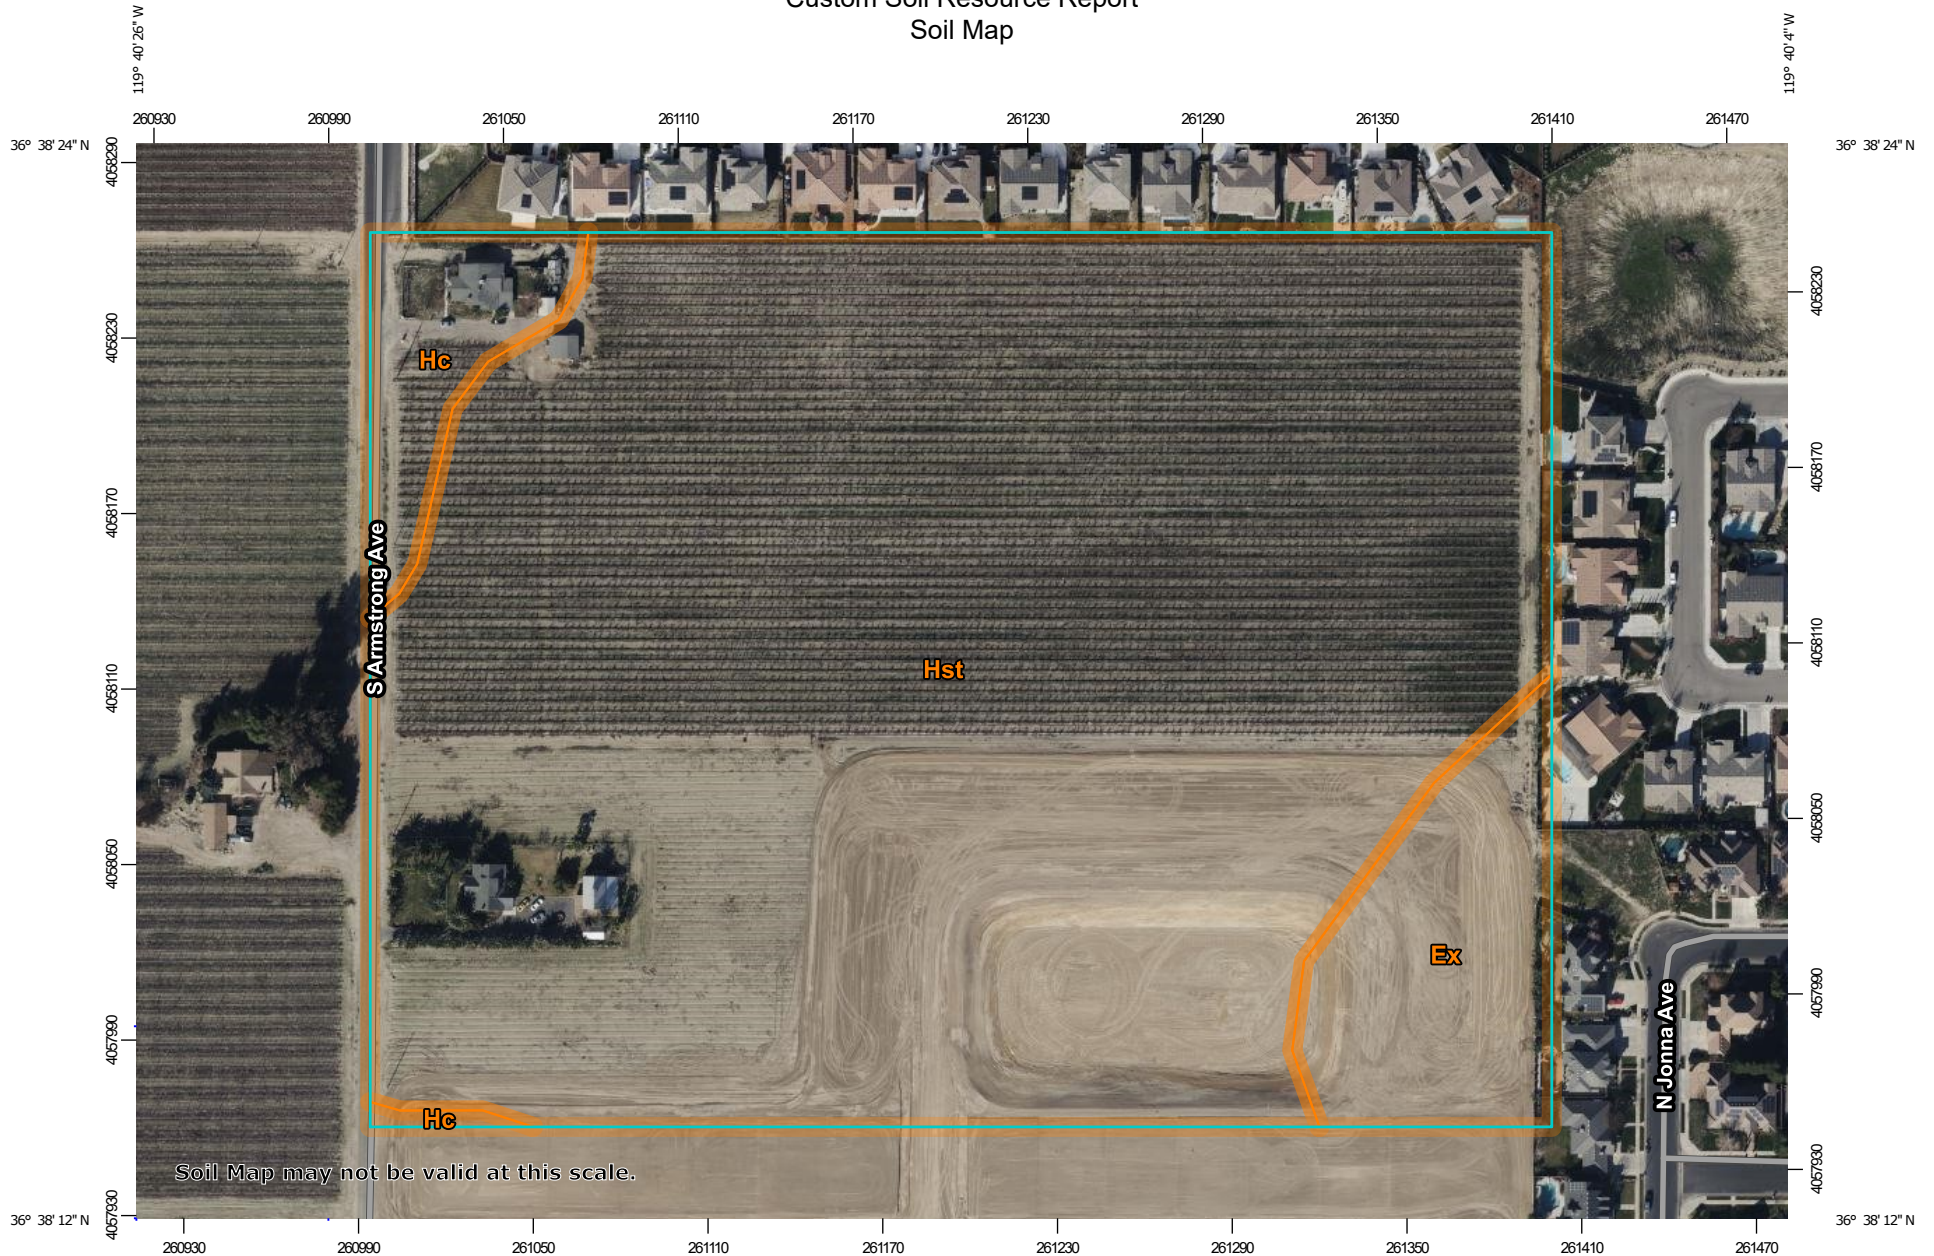 Custom Soil Resource Report
Soil Map
119° 40' 26" W
119° 40' 4" W
260930 260990 261050 261110 261170 261230 261290 261350 261410 261470
36° 38' 24" N
36° 38' 24" N
4058290
4058230
4058230
Hc
4058170
4058170
S Armstrong Ave
4058110
4058110
Hst
4058050
4058050
Ex
4057990
4057990
N Jonna Ave
Hc
4057930
4057930
Soil Map may not be valid at this scale.
36° 38' 12" N
36° 38' 12" N
260930 260990 261050 261110 261170 261230 261290 261350 261410 261470